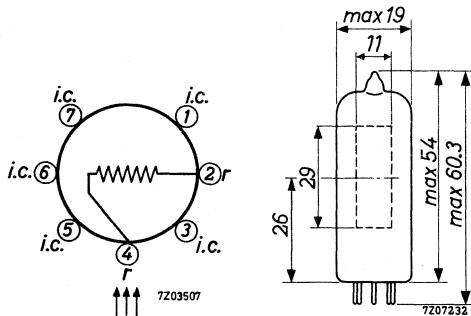 i.c.
7
i.c.
1
i.c. 6
2 r
i.c.
5
3
i.c.
4
r
7Z03507
max 19
11
29
26
max 54
max 60.3
7Z07232